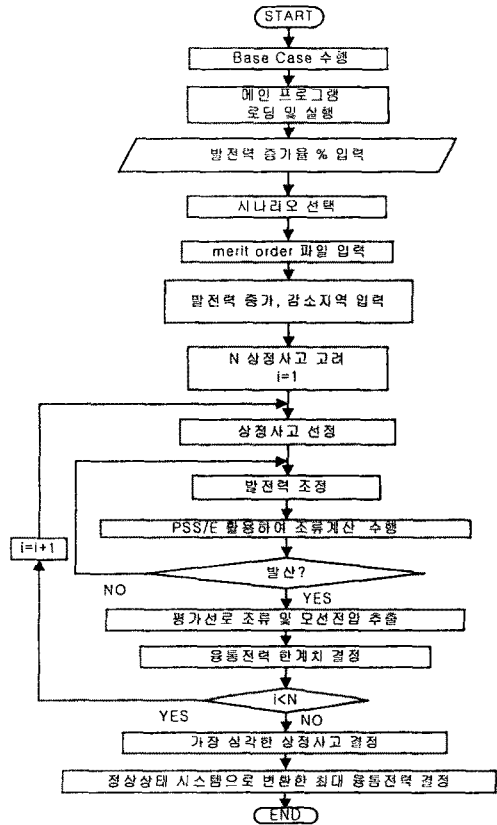 START
Base Case 수행
메인 프로그램
로딩 및 실행
발전력 증가율 % 입력
시나리오 선택
merit order 파일 입력
발전력 증가, 감소지역 입력
N 상정사고 고려
i=1
상정사고 선정
발전력 조정
PSS/E 활용하여 조류계산 수행
i=i+1
발산?
NO
YES
평가선로 조류 및 모선전압 추출
융통전력 한계치 결정
i<N
YES
NO
가장 심각한 상정사고 결정
정상상태 시스템으로 변환한 최대 융통전력 결정
END